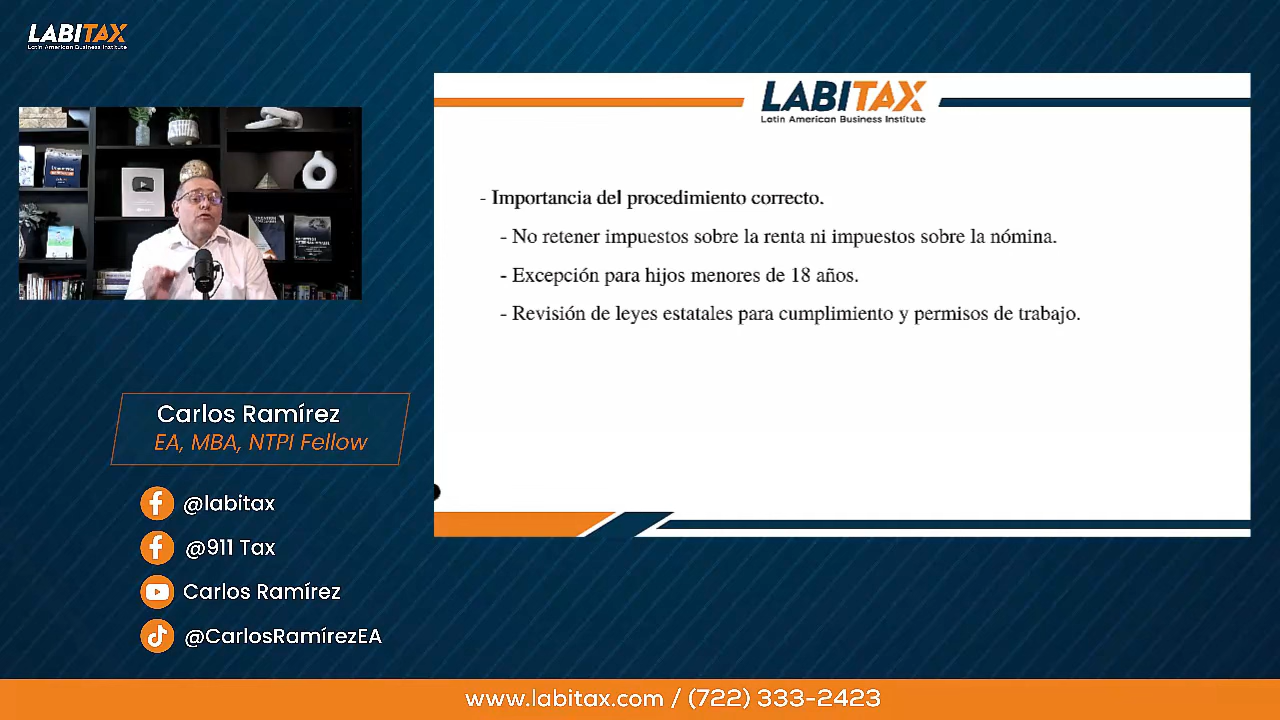 LABITAX
Latin American Business Institute
LABITAX
Latin American Business Institute
- Importancia del procedimiento correcto.
- No retener impuestos sobre la renta ni impuestos sobre la nómina.
- Excepción para hijos menores de 18 años.
- Revisión de leyes estatales para cumplimiento y permisos de trabajo.
Carlos Ramírez
EA, MBA, NTPI Fellow
@labitax
@911 Tax
Carlos Ramírez
@CarlosRamírezEA
www.labitax.com / (722) 333-2423